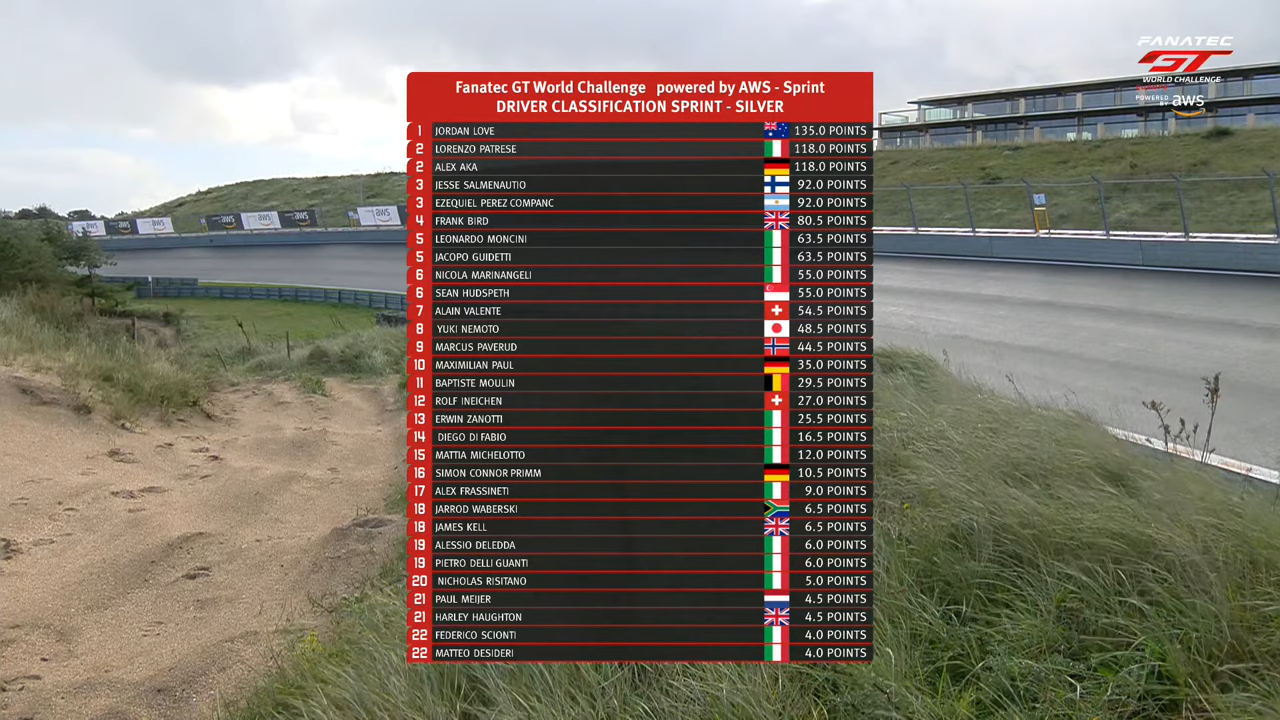 FANATEC
GT
WORLD CHALLENGE
EUROPE
POWERED BY aws
Fanatec GT World Challenge powered by AWS - Sprint
DRIVER CLASSIFICATION SPRINT - SILVER
1 JORDAN LOVE 135.0 POINTS
2 LORENZO PATRESE 118.0 POINTS
2 ALEX AKA 118.0 POINTS
3 JESSE SALMENAUTIO 92.0 POINTS
3 EZEQUIEL PEREZ COMPANC 92.0 POINTS
4 FRANK BIRD 80.5 POINTS
5 LEONARDO MONCINI 63.5 POINTS
5 JACOPO GUIDETTI 63.5 POINTS
6 NICOLA MARINANGELI 55.0 POINTS
6 SEAN HUDSPETH 55.0 POINTS
7 ALAIN VALENTE 54.5 POINTS
8 YUKI NEMOTO 48.5 POINTS
9 MARCUS PAVERUD 44.5 POINTS
10 MAXIMILIAN PAUL 35.0 POINTS
11 BAPTISTE MOULIN 29.5 POINTS
12 ROLF INEICHEN 27.0 POINTS
13 ERWIN ZANOTTI 25.5 POINTS
14 DIEGO DI FABIO 16.5 POINTS
15 MATTIA MICHELOTTO 12.0 POINTS
16 SIMON CONNOR PRIMM 10.5 POINTS
17 ALEX FRASSINETI 9.0 POINTS
18 JARROD WABERSKI 6.5 POINTS
18 JAMES KELL 6.5 POINTS
19 ALESSIO DELEDDA 6.0 POINTS
19 PIETRO DELLI GUANTI 6.0 POINTS
20 NICHOLAS RISITANO 5.0 POINTS
21 PAUL MEIJER 4.5 POINTS
21 HARLEY HAUGHTON 4.5 POINTS
22 FEDERICO SCIONTI 4.0 POINTS
22 MATTEO DESIDERI 4.0 POINTS
aws aws aws aws aws aws aws